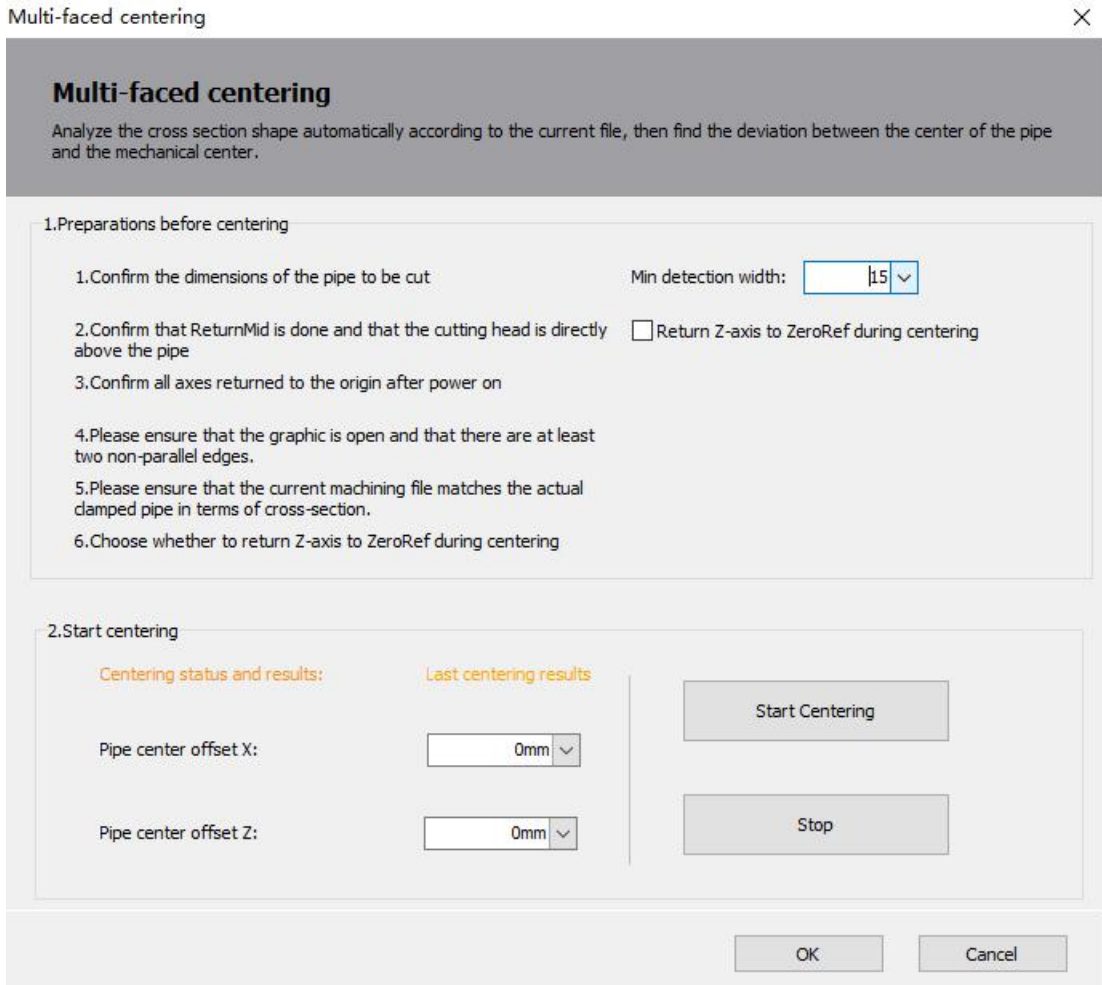 Multi-faced centering
Multi-faced centering
Analyze the cross section shape automatically according to the current file, then find the deviation between the center of the pipe
and the mechanical center.
1.Preparations before centering
1.Confirm the dimensions of the pipe to be cut
Min detection width:
15
2.Confirm that ReturnMid is done and that the cutting head is directly
above the pipe
Return Z-axis to ZeroRef during centering
3.Confirm all axes returned to the origin after power on
4.Please ensure that the graphic is open and that there are at least
two non-parallel edges.
5.Please ensure that the current machining file matches the actual
clamped pipe in terms of cross-section.
6.Choose whether to return Z-axis to ZeroRef during centering
2.Start centering
Centering status and results:
Last centering results
Start Centering
Pipe center offset X:
0mm
Pipe center offset Z:
0mm
Stop
OK
Cancel